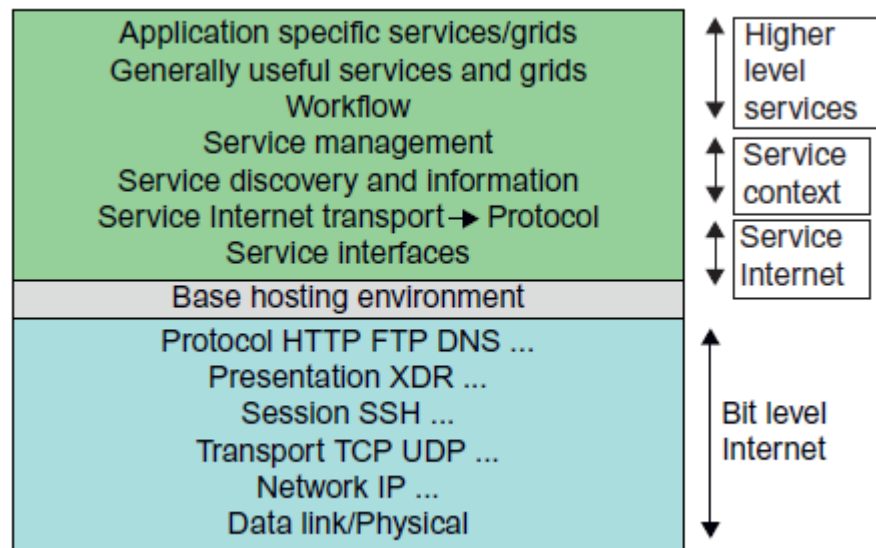 Application specific services/grids
Generally useful services and grids
Workflow
Service management
Service discovery and information
Service Internet transport → Protocol
Service interfaces
Base hosting environment
Protocol HTTP FTP DNS ...
Presentation XDR ...
Session SSH ...
Transport TCP UDP ...
Network IP ...
Data link/Physical
Higher
level
services
Service
context
Service
Internet
Bit level
Internet